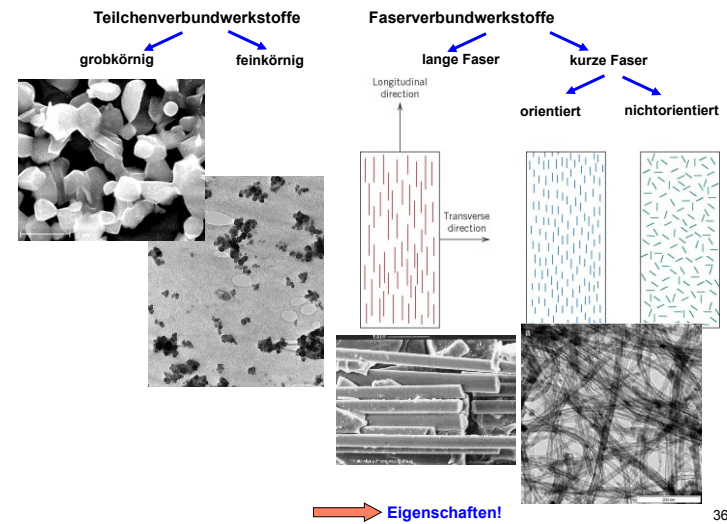 Teilchenverbundwerkstoffe
Faserverbundwerkstoffe
grobkörnig
feinkörnig
lange Faser
kurze Faser
Longitudinal
direction
orientiert
nichtorientiert
Transverse
direction
a
Eigenschaften!
36